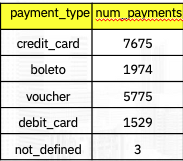 payment_type num_payments
credit_card 7675
boleto 1974
voucher 5775
debit_card 1529
not_defined 3